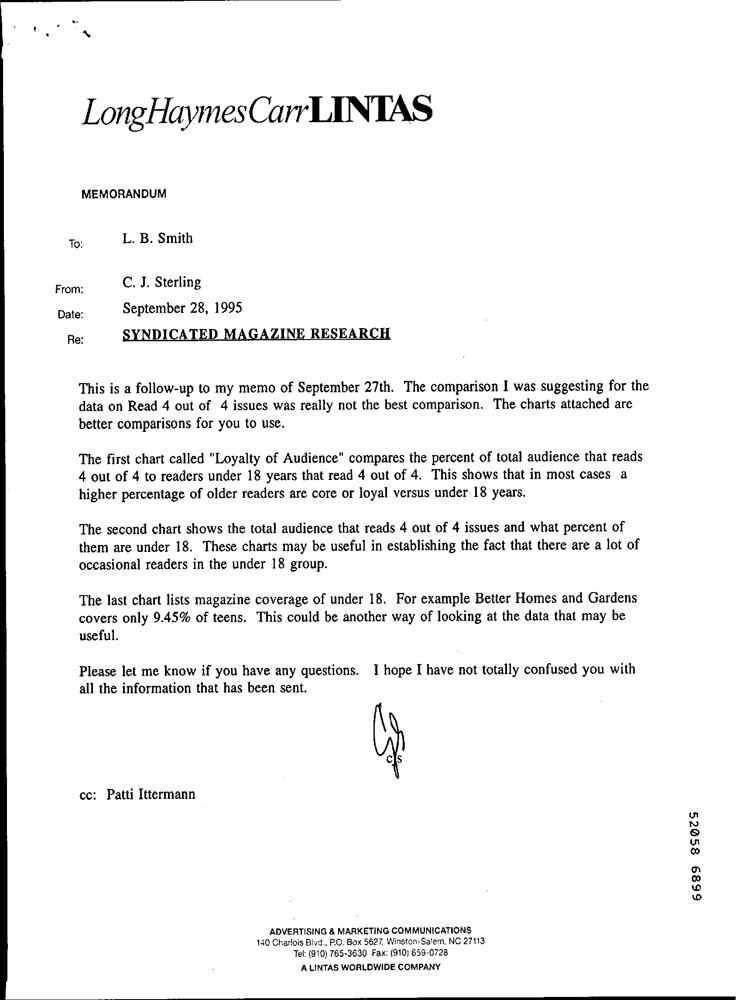 LongHaymesCarrLINTAS
MEMORANDUM
To: L. B. Smith
From: C. J. Sterling
Date: September 28, 1995
Re: SYNDICATED MAGAZINE RESEARCH
This is a follow-up to my memo of September 27th. The comparison I was suggesting for the
data on Read 4 out of 4 issues was really not the best comparison. The charts attached are
better comparisons for you to use.
The first chart called "Loyalty of Audience" compares the percent of total audience that reads
4 out of 4 to readers under 18 years that read 4 out of 4. This shows that in most cases a
higher percentage of older readers are core or loyal versus under 18 years.
The second chart shows the total audience that reads 4 out of 4 issues and what percent of
them are under 18. These charts may be useful in establishing the fact that there are a lot of
occasional readers in the under 18 group.
The last chart lists magazine coverage of under 18. For example Better Homes and Gardens
covers only 9.45% of teens. This could be another way of looking at the data that may be
useful.
Please let me know if you have any questions. I hope I have not totally confused you with
all the information that has been sent.
CJS
cc: Patti Ittermann
52058 6899
ADVERTISING & MARKETING COMMUNICATIONS
140 Charlois Blvd., P.O. Box 5627, Winston-Salem, NC 27113
Tel: (910) 765-3630 Fax: (910) 659-0728
A LINTAS WORLDWIDE COMPANY